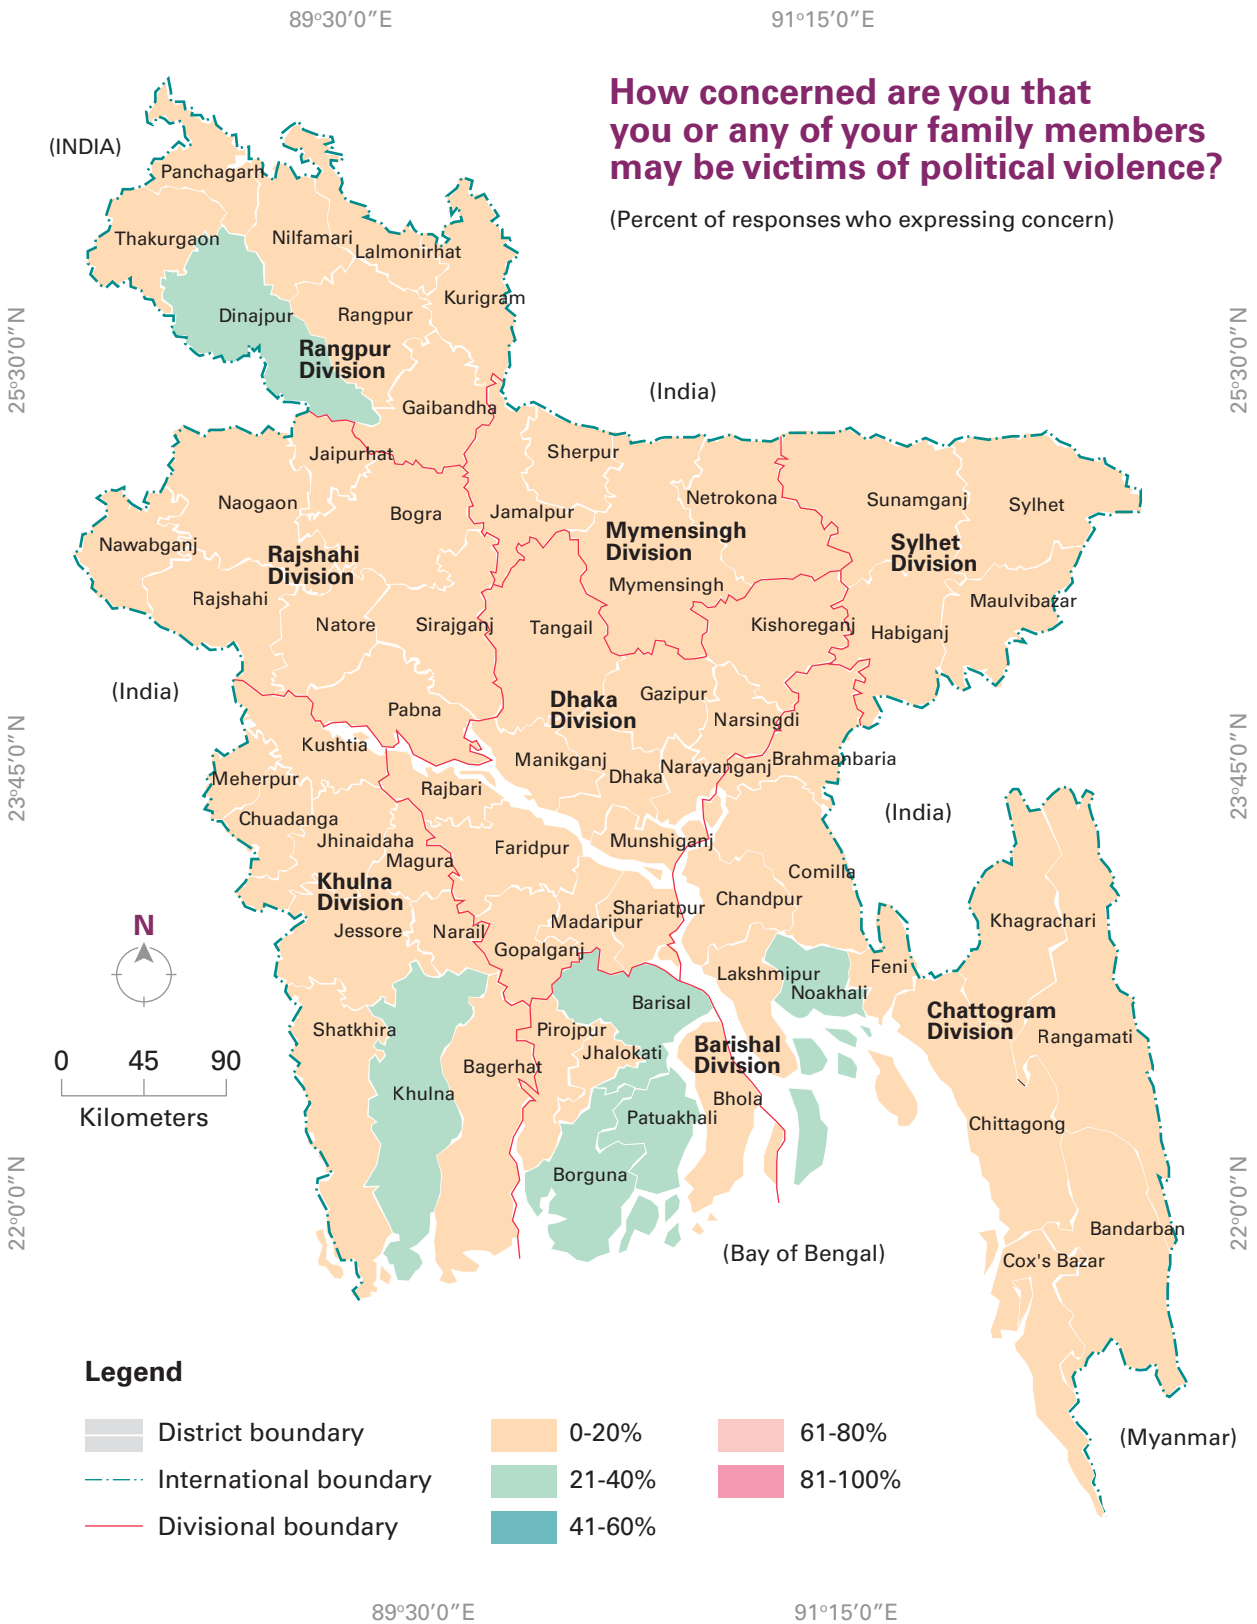 89°30'0"E
91°15'0"E
How concerned are you that
you or any of your family members
may be victims of political violence?
(Percent of responses who expressing concern)
(INDIA)
Panchagarh
Thakurgaon
Nilfamari
Lalmonirhat
Kurigram
Dinajpur
Rangpur
Rangpur
Division
25°30'0"N
25°30'0"N
(India)
Gaibandha
Jaipurhat
Sherpur
Naogaon
Bogra
Jamalpur
Netrokona
Sunamganj
Sylhet
Nawabganj
Rajshahi
Division
Mymensingh
Division
Sylhet
Division
Mymensingh
Rajshahi
Maulvibazar
Natore
Sirajganj
Tangail
Kishoreganj
Habiganj
(India)
Pabna
Dhaka
Division
Gazipur
Narsingdi
Kushtia
Manikganj
Dhaka
Narayanganj
Brahmanbaria
23°45'0"N
23°45'0"N
Meherpur
Rajbari
Chuadanga
(India)
Jhinaidaha
Magura
Faridpur
Munshiganj
Comilla
Khulna
Division
Chandpur
Shariatpur
Madaripur
Khagrachari
N
Jessore
Narail
Gopalganj
Lakshmipur
Feni
Noakhali
Barisal
Chattogram
Division
Shatkhira
Pirojpur
Rangamati
Jhalokati
Barishal
Division
0
45
90
Kilometers
Bagerhat
Khulna
Bhola
Patuakhali
Chittagong
Borguna
22°0'0"N
22°0'0"N
Bandarban
(Bay of Bengal)
Cox's Bazar
Legend
District boundary
International boundary
Divisional boundary
0-20%
21-40%
41-60%
61-80%
81-100%
(Myanmar)
89°30'0"E
91°15'0"E